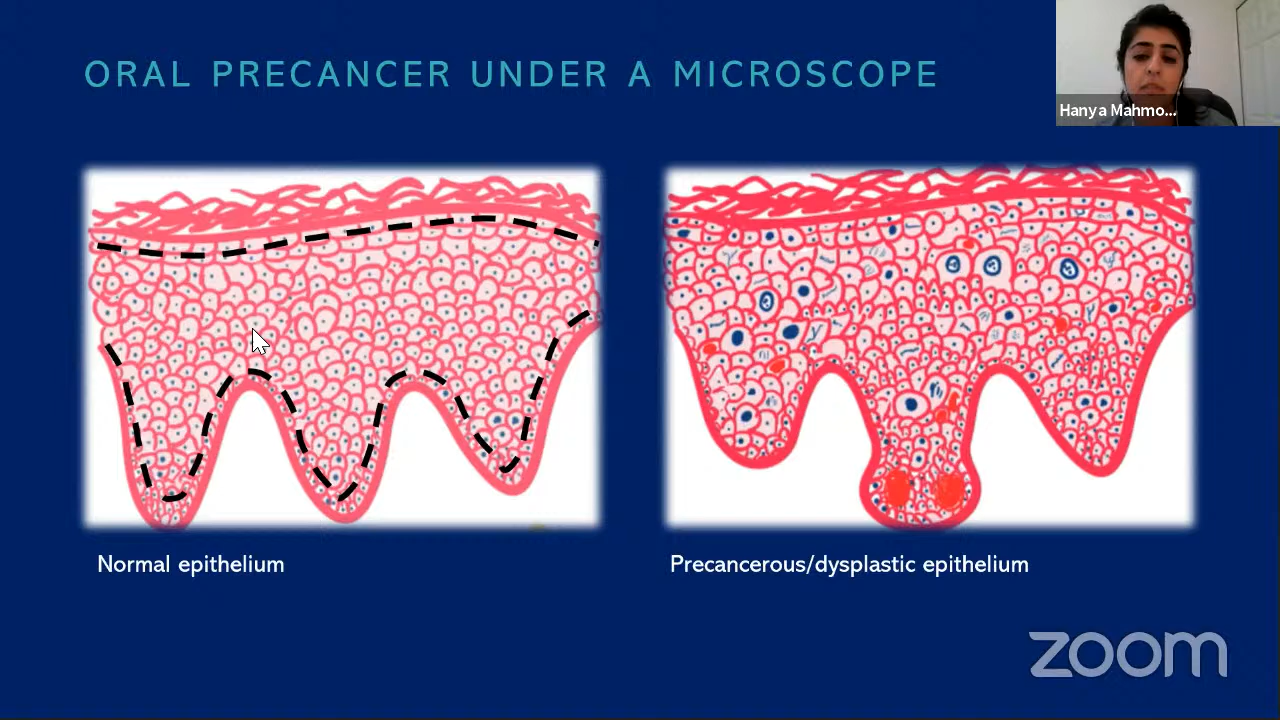 ORAL PRECANCER UNDER A MICROSCOPE
Hanya Mahmo...
Normal epithelium
Precancerous/dysplastic epithelium
zoom